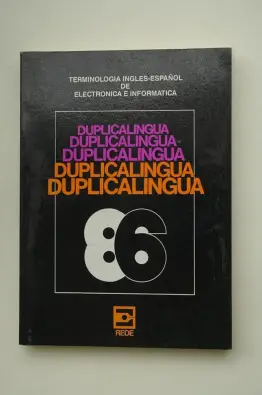 TERMINOLOGIA INGLES-ESPAÑOL
DE
ELECTRONICA E INFORMATICA
DUPLICALINGUA
DUPLICALINGUA
DUPLICALINGUA
DUPLICALINGUA
DUPLICALINGUA
86
REDE